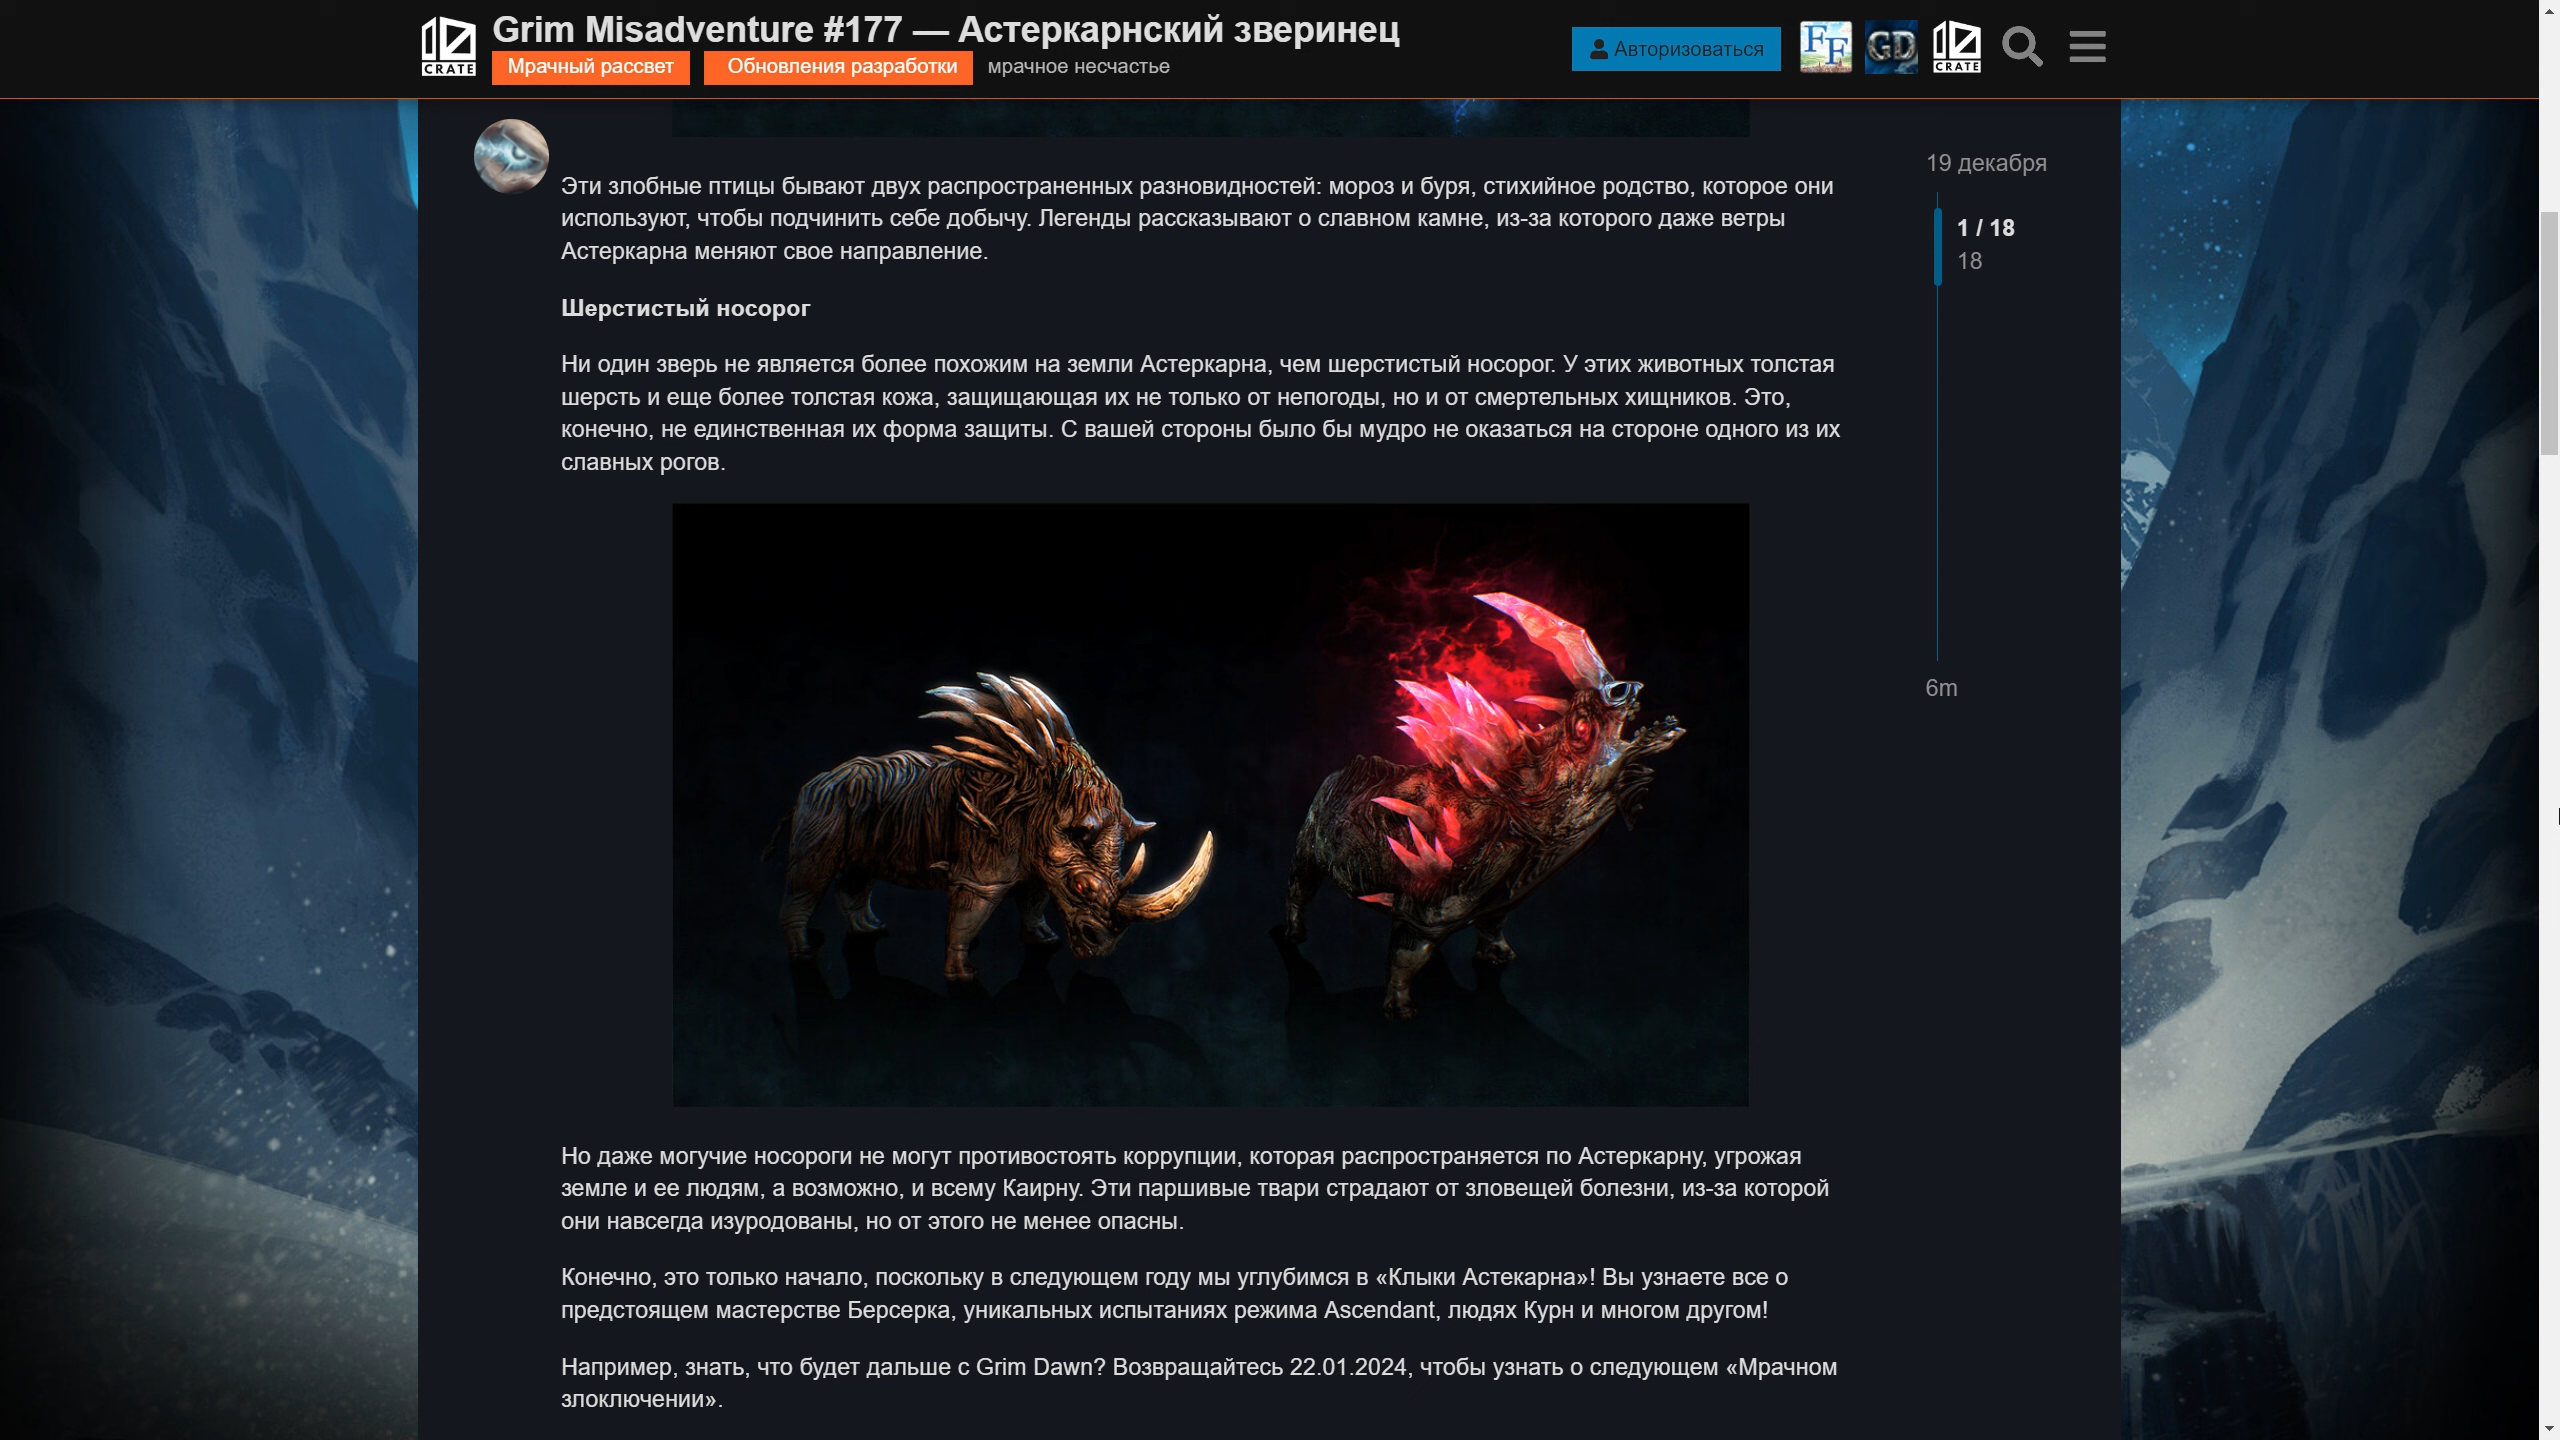 Grim Misadventure #177 — Астеркарнский зверинец
Мрачный рассвет Обновления разработки мрачное несчастье
CRATE
Авторизоваться
FF GD CRATE
19 декабря
1 / 18
18
6m
Эти злобные птицы бывают двух распространенных разновидностей: мороз и буря, стихийное родство, которое они
используют, чтобы подчинить себе добычу. Легенды рассказывают о славном камне, из-за которого даже ветры
Астеркарна меняют свое направление.
Шерстистый носорог
Ни один зверь не является более похожим на земли Астеркарна, чем шерстистый носорог. У этих животных толстая
шерсть и еще более толстая кожа, защищающая их не только от непогоды, но и от смертельных хищников. Это,
конечно, не единственная их форма защиты. С вашей стороны было бы мудро не оказаться на стороне одного из их
славных рогов.
Но даже могучие носороги не могут противостоять коррупции, которая распространяется по Астеркарну, угрожая
земле и ее людям, а возможно, и всему Каирну. Эти паршивые твари страдают от зловещей болезни, из-за которой
они навсегда изуродованы, но от этого не менее опасны.
Конечно, это только начало, поскольку в следующем году мы углубимся в «Клыки Астекарна»! Вы узнаете все о
предстоящем мастерстве Берсерка, уникальных испытаниях режима Ascendant, людях Курн и многом другом!
Например, знать, что будет дальше с Grim Dawn? Возвращайтесь 22.01.2024, чтобы узнать о следующем «Мрачном
злоключении».